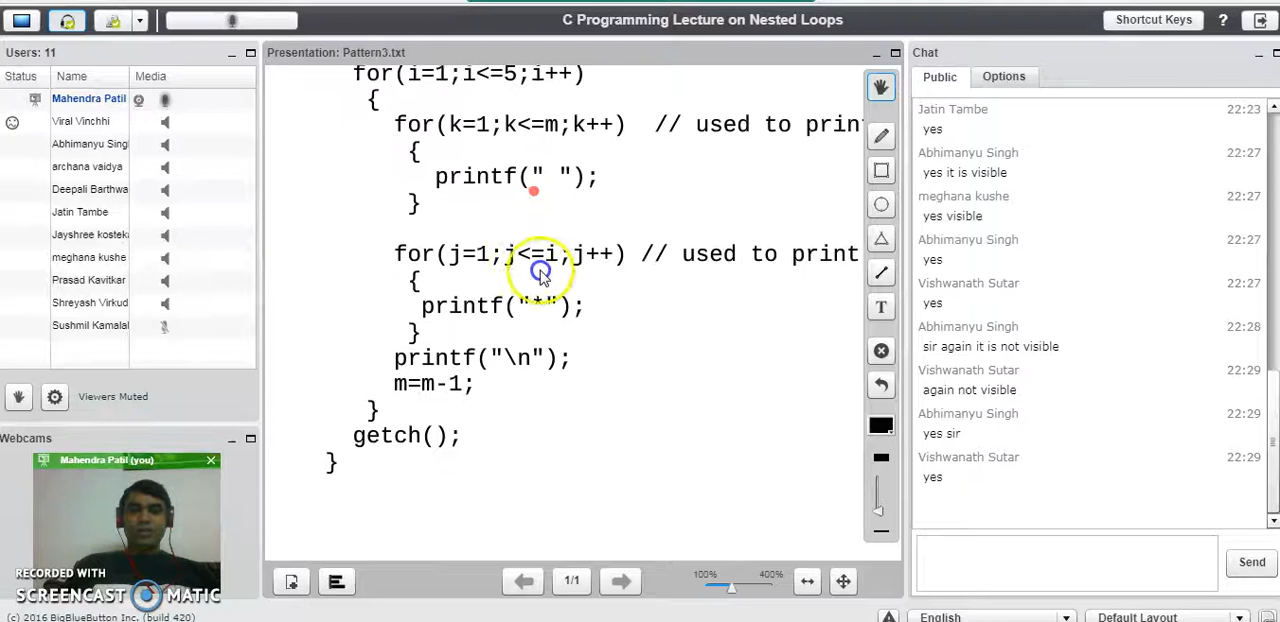 C Programming Lecture on Nested Loops
Shortcut Keys
?
Users: 11
Status Name Media
Mahendra Patil
Viral Vinchhi
Abhimanyu Singh
archana vaidya
Deepali Barthwa
Jatin Tambe
Jayshree kosteka
meghana kushe
Prasad Kavitkar
Shreyash Virkud
Sushmil Kamalal
Viewers Muted
Webcams
Mahendra Patil (you)
RECORDED WITH
SCREENCAST MATIC
(c) 2016 BigBlueButton Inc. (build 420)
Presentation: Pattern3.txt
for(i=1;i<=5;i++)
{
for(k=1;k<=m;k++) // used to prin
{
printf(" ");
}
for(j=1;j<=i;j++) // used to print
{
printf("*");
}
printf("\n");
m=m-1;
}
getch();
}
T
1/1
100% 400%
Chat
Public Options
Jatin Tambe 22:23
yes
Abhimanyu Singh 22:27
yes it is visible
meghana kushe 22:27
yes visible
Abhimanyu Singh 22:27
yes
Vishwanath Sutar 22:27
yes
Abhimanyu Singh 22:28
sir again it is not visible
Vishwanath Sutar 22:29
again not visible
Abhimanyu Singh 22:29
yes sir
Vishwanath Sutar 22:29
yes
Send
English
Default Layout